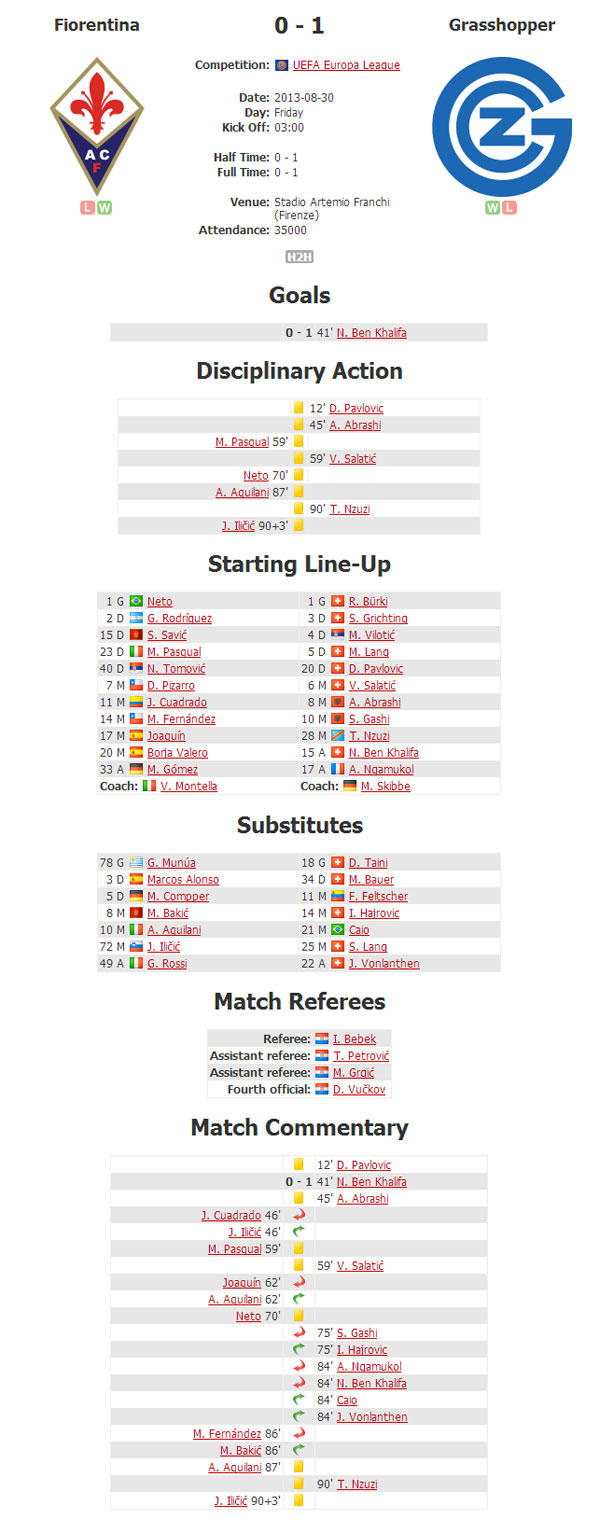 Fiorentina 0 - 1 Grasshopper
Competition: UEFA Europa League
Date: 2013-08-30
Day: Friday
Kick Off: 03:00
Half Time: 0 - 1
Full Time: 0 - 1
Venue: Stadio Artemio Franchi
(Firenze)
Attendance: 35000
A C
F
GC
Z
L W
W L
H2H
Goals
0 - 1 41' N. Ben Khalifa
Disciplinary Action
12' D. Pavlovic
45' A. Abrashi
M. Pasqual 59'
59' V. Salatić
Neto 70'
A. Aquilani 87'
90' T. Nzuzi
J. Iličić 90+3'
Starting Line-Up
1 G Neto 1 G R. Bürki
2 D G. Rodríguez 3 D S. Grichting
15 D S. Savić 4 D M. Vilotić
23 D M. Pasqual 5 D M. Lang
40 D N. Tomović 20 D D. Pavlovic
7 M D. Pizarro 6 M V. Salatić
11 M J. Cuadrado 8 M A. Abrashi
14 M M. Fernández 10 M S. Gashi
17 M Joaquín 28 M T. Nzuzi
20 M Borja Valero 15 A N. Ben Khalifa
33 A M. Gómez 17 A A. Ngamukol
Coach: V. Montella Coach: M. Skibbe
Substitutes
78 G G. Munúa 18 G D. Taini
3 D Marcos Alonso 34 D M. Bauer
5 D M. Compper 11 M F. Feltscher
8 M M. Bakić 14 M I. Hairovic
10 M A. Aquilani 21 M Caio
72 M J. Iličić 25 M S. Lang
49 A G. Rossi 22 A J. Vonlanthen
Match Referees
Referee: I. Bebek
Assistant referee: T. Petrović
Assistant referee: M. Grgić
Fourth official: D. Vučkov
Match Commentary
12' D. Pavlovic
0 - 1 41' N. Ben Khalifa
45' A. Abrashi
J. Cuadrado 46'
J. Iličić 46'
M. Pasqual 59'
59' V. Salatić
Joaquín 62'
A. Aquilani 62'
Neto 70'
75' S. Gashi
75' I. Hairovic
84' A. Ngamukol
84' N. Ben Khalifa
84' Caio
84' J. Vonlanthen
M. Fernández 86'
M. Bakić 86'
A. Aquilani 87'
90' T. Nzuzi
J. Iličić 90+3'